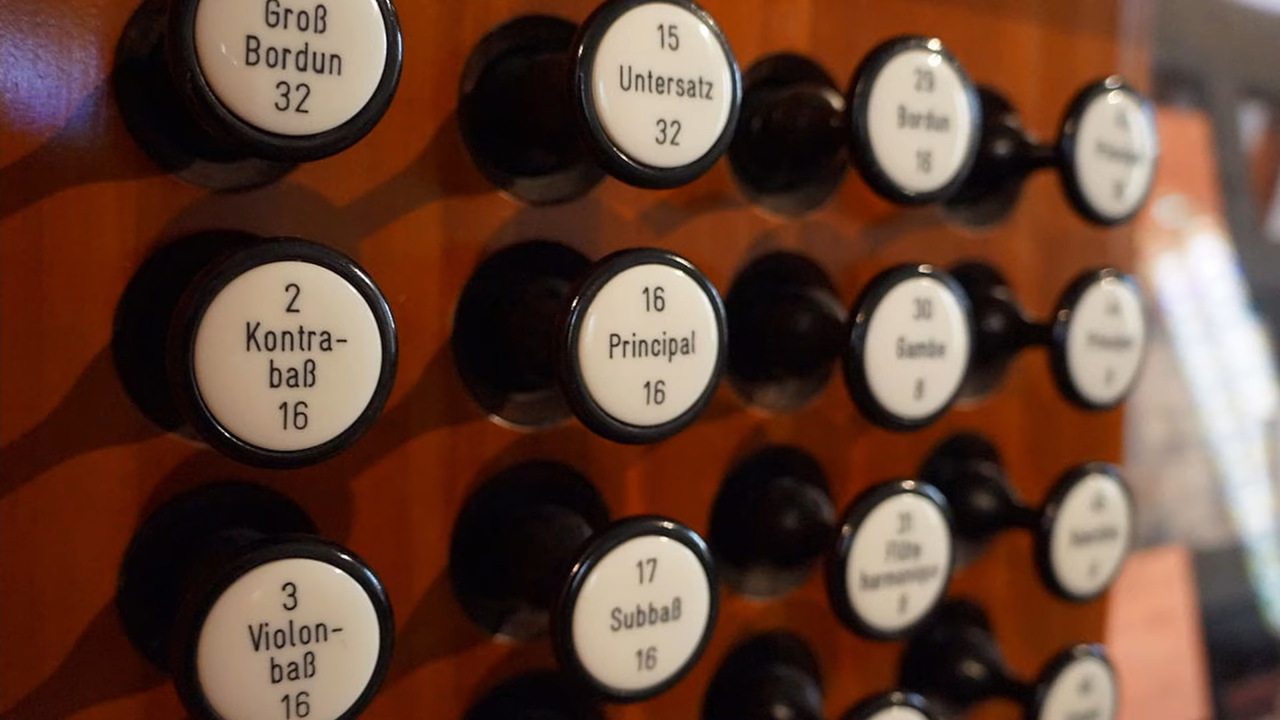 Groß
Bordun
32
15
Untersatz
32
29
Bordun
16
2
Kontra-
baß
16
16
Principal
16
30
Gambe
8
3
Violon-
baß
16
17
Subbaß
16
31
Flûte
harmonique
8